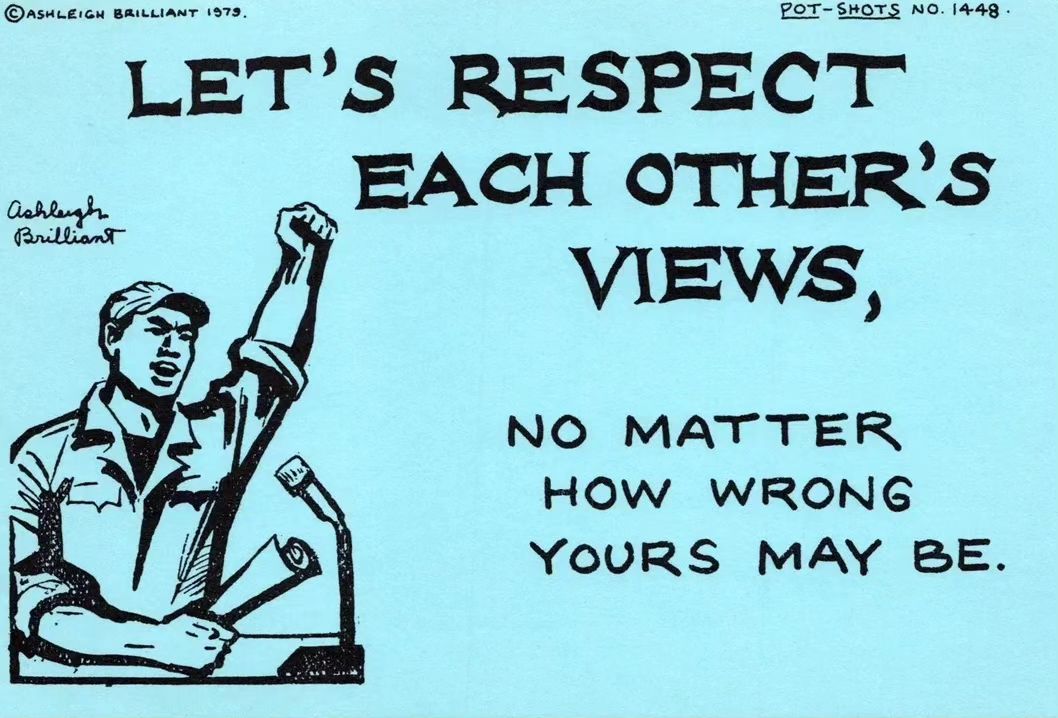 ©ASHLEIGH BRILLIANT 1979.
POT-SHOTS NO. 1448.
LET'S RESPECT
EACH OTHER'S
VIEWS,
Ashleigh
Brilliant
NO MATTER
HOW WRONG
YOURS MAY BE.